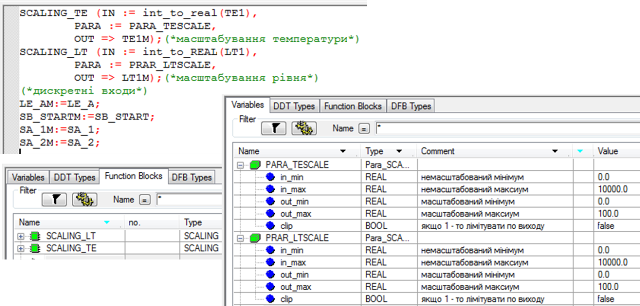 SCALING_TE (IN := int_to_real(TE1),
PARA := PARA_TESCALE,
OUT => TE1M);(*масштабування температури*)
SCALING_LT (IN := int_to_REAL(LT1),
PARA := PRAR_LTSCALE,
OUT => LT1M);(*масштабування рівня*)
(*дискретні входи*)
LE_AM:=LE_A;
SB_STARTM:=SB_START;
SA_1M:=SA_1;
SA_2M:=SA_2;
Variables DDT Types Function Blocks DFB Types
Filter
Name = *
Name no. Type
SCALING_LT SCALING
SCALING_TE SCALING
Variables DDT Types Function Blocks DFB Types
Filter
Name = *
Name Type Comment Value
PARA_TESCALE Para_SCA...
in_min REAL немасштабований мінімум 0.0
in_max REAL немасштабований максиум 10000.0
out_min REAL масштабований мінімум 0.0
out_max REAL масштабований максиум 100.0
clip BOOL якщо 1 - то лімітувати по виходу false
PRAR_LTSCALE Para_SCA...
in_min REAL немасштабований мінімум 0.0
in_max REAL немасштабований максиум 10000.0
out_min REAL масштабований мінімум 0.0
out_max REAL масштабований максиум 100.0
clip BOOL якщо 1 - то лімітувати по виходу false